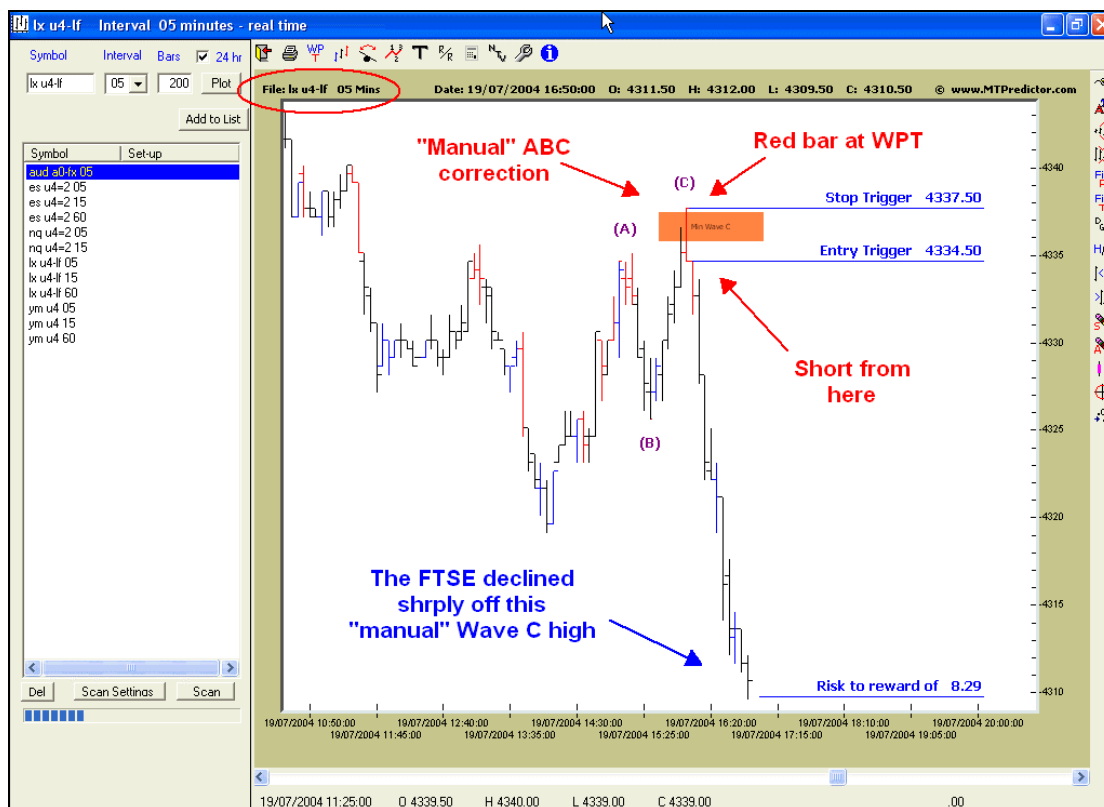 lx u4-lf Interval 05 minutes - real time
Symbol Interval Bars 24 hr
lx u4-lf 05 200 Plot
Add to List
Symbol Set-up
aud a0-fx 05
es u4=2 05
es u4=2 15
es u4=2 60
nq u4=2 05
nq u4=2 15
lx u4-lf 05
lx u4-lf 15
lx u4-lf 60
ym u4 05
ym u4 15
ym u4 60
Del Scan Settings Scan
WP T T R/R
File: lx u4-lf 05 Mins Date: 19/07/2004 16:50:00 O: 4311.50 H: 4312.00 L: 4309.50 C: 4310.50 © www.MTPredictor.com
"Manual" ABC
correction
Red bar at WPT
(C)
(A)
(B)
Min Wave C
Stop Trigger 4337.50
Entry Trigger 4334.50
Short from
here
The FTSE declined
shrply off this
"manual" Wave C high
Risk to reward of 8.29
4340
4335
4330
4325
4320
4315
4310
19/07/2004 10:50:00 19/07/2004 12:40:00 19/07/2004 14:30:00 19/07/2004 16:20:00 19/07/2004 18:10:00 19/07/2004 20:00:00
19/07/2004 11:45:00 19/07/2004 13:35:00 19/07/2004 15:25:00 19/07/2004 17:15:00 19/07/2004 19:05:00
19/07/2004 11:25:00 O 4339.50 H 4340.00 L 4339.00 C 4339.00 .00